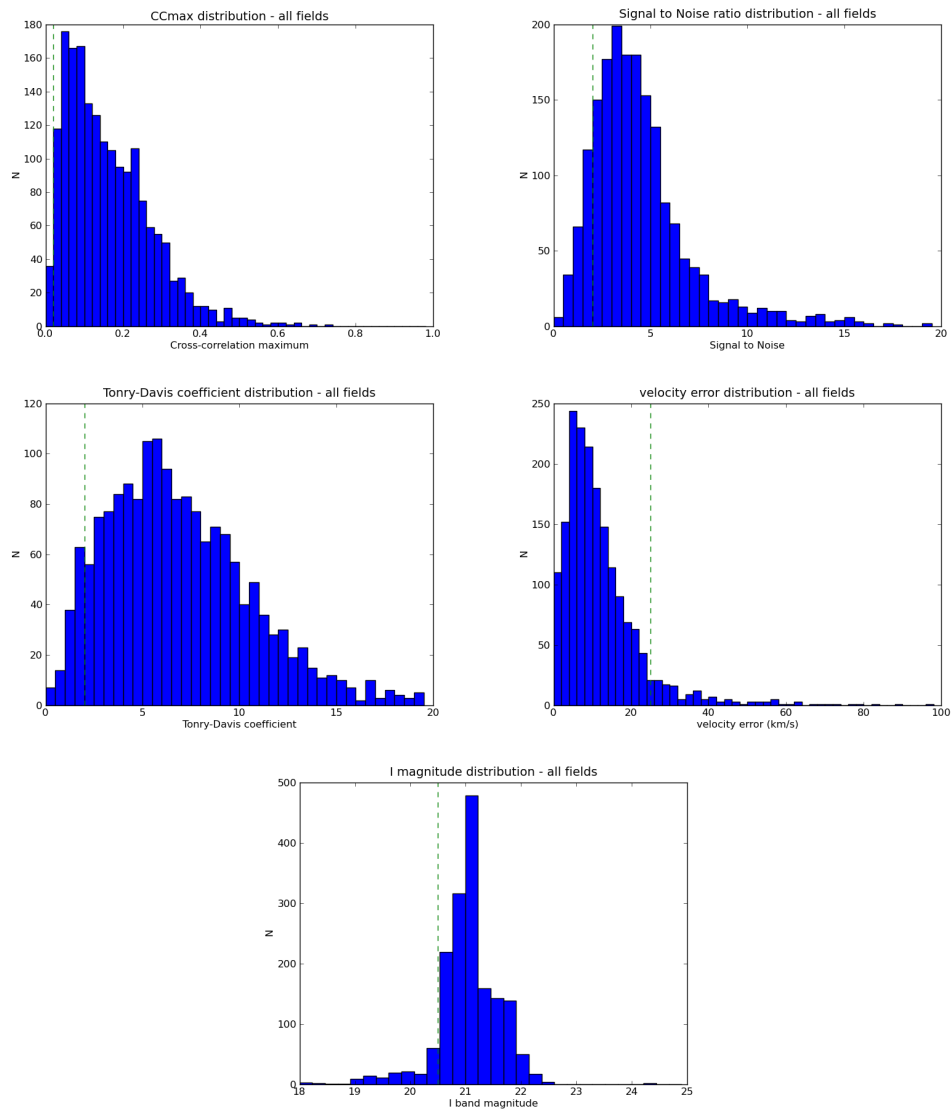 CCmax distribution - all fields
180
160
140
120
100
80
60
40
20
0
N
0.0 0.2 0.4 0.6 0.8 1.0
Cross-correlation maximum
Signal to Noise ratio distribution - all fields
200
150
100
50
0
N
0 5 10 15 20
Signal to Noise
Tonry-Davis coefficient distribution - all fields
120
100
80
60
40
20
0
N
0 5 10 15 20
Tonry-Davis coefficient
velocity error distribution - all fields
250
200
150
100
50
0
N
0 20 40 60 80 100
velocity error (km/s)
I magnitude distribution - all fields
500
400
300
200
100
0
N
18 19 20 21 22 23 24 25
I band magnitude